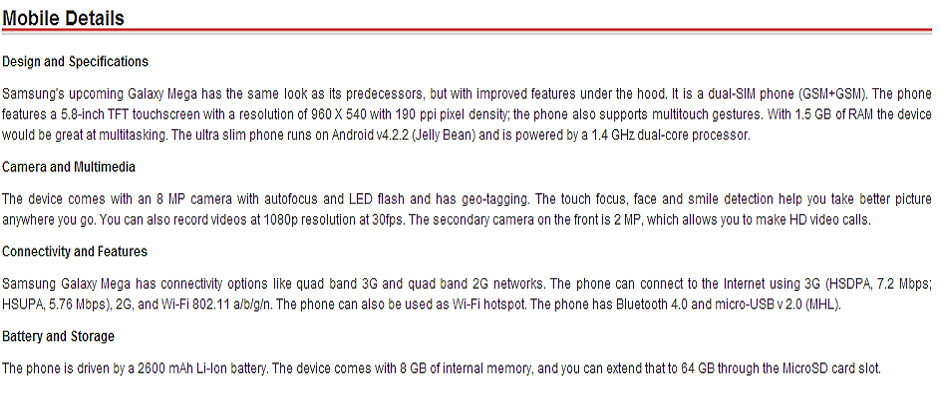 Mobile Details
Design and Specifications
Samsung's upcoming Galaxy Mega has the same look as its predecessors, but with improved features under the hood. It is a dual-SIM phone (GSM+GSM). The phone
features a 5.8-inch TFT touchscreen with a resolution of 960 X 540 with 190 ppi pixel density; the phone also supports multitouch gestures. With 1.5 GB of RAM the device
would be great at multitasking. The ultra slim phone runs on Android v4.2.2 (Jelly Bean) and is powered by a 1.4 GHz dual-core processor.
Camera and Multimedia
The device comes with an 8 MP camera with autofocus and LED flash and has geo-tagging. The touch focus, face and smile detection help you take better picture
anywhere you go. You can also record videos at 1080p resolution at 30fps. The secondary camera on the front is 2 MP, which allows you to make HD video calls.
Connectivity and Features
Samsung Galaxy Mega has connectivity options like quad band 3G and quad band 2G networks. The phone can connect to the Internet using 3G (HSDPA, 7.2 Mbps;
HSUPA, 5.76 Mbps), 2G, and Wi-Fi 802.11 a/b/g/n. The phone can also be used as Wi-Fi hotspot. The phone has Bluetooth 4.0 and micro-USB v 2.0 (MHL).
Battery and Storage
The phone is driven by a 2600 mAh Li-Ion battery. The device comes with 8 GB of internal memory, and you can extend that to 64 GB through the MicroSD card slot.